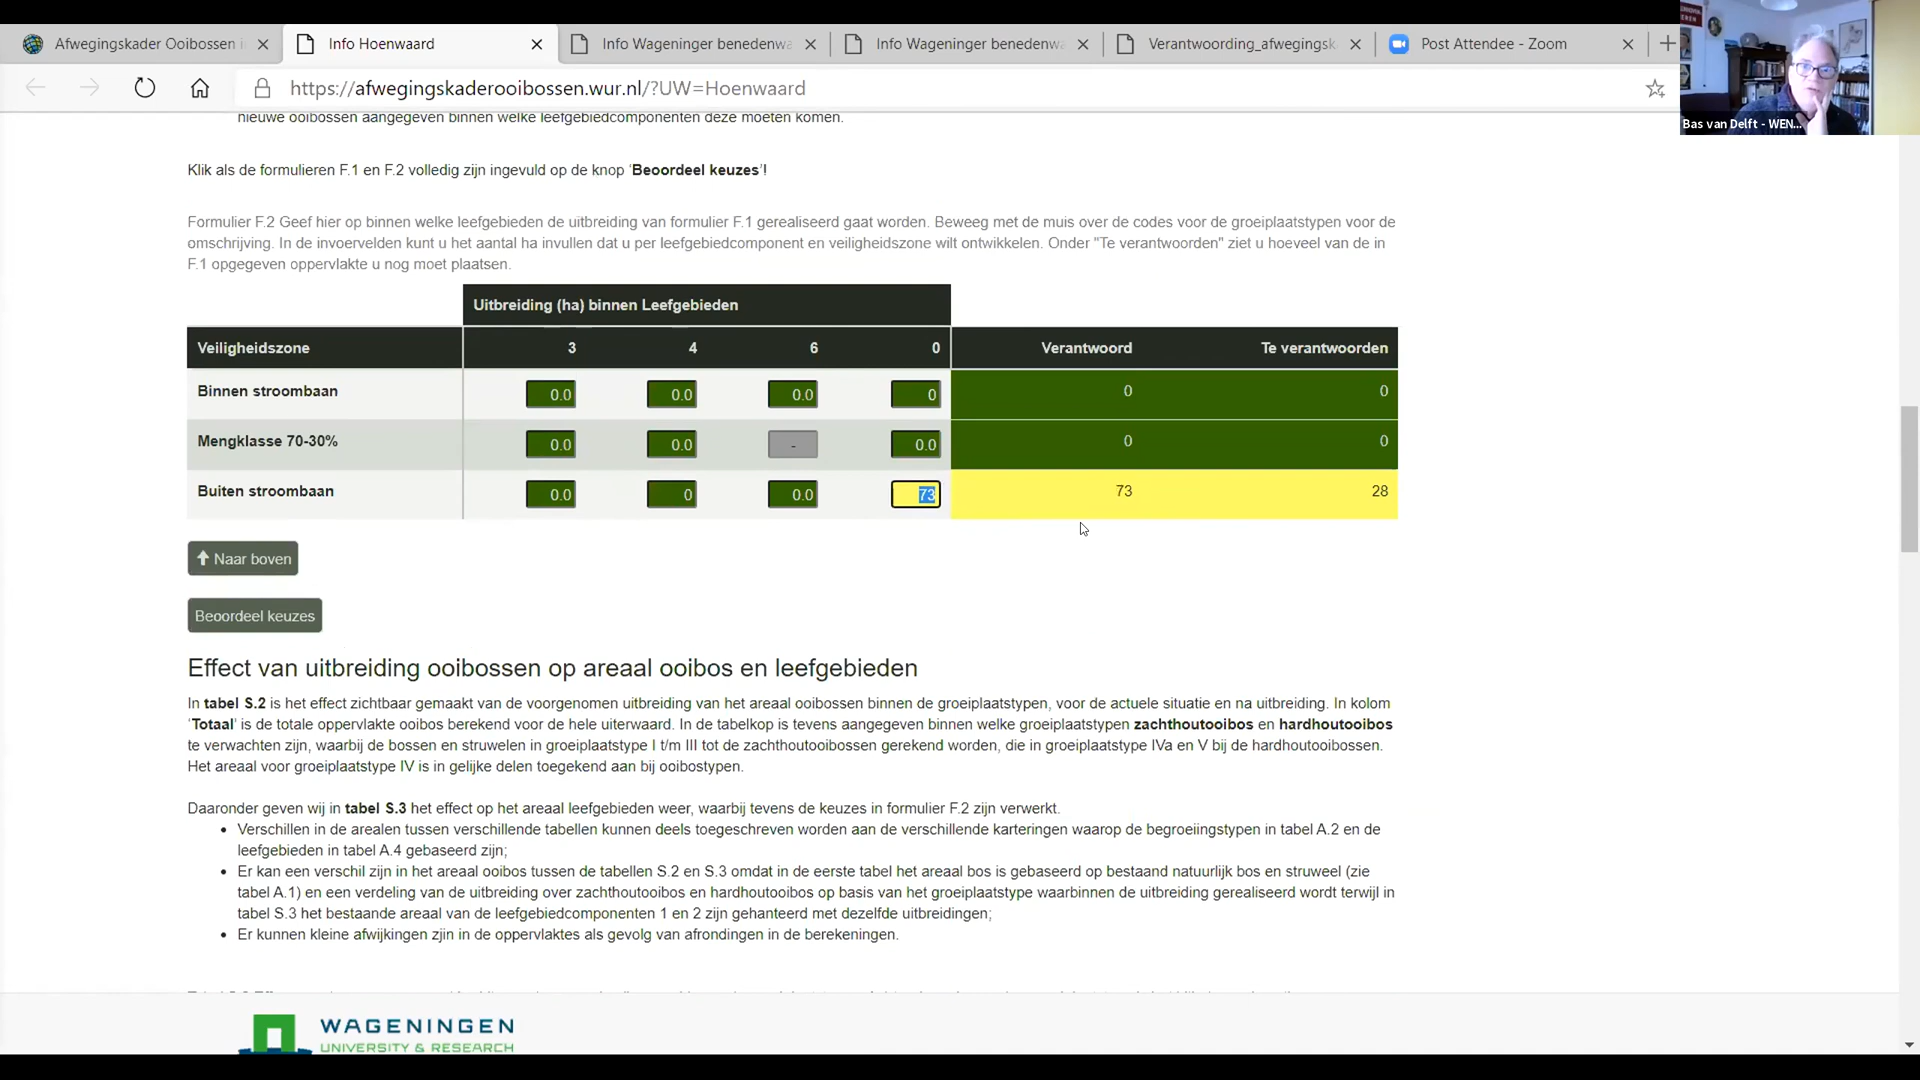 Afwegingskader Ooibossen i
Info Hoenwaard
Info Wageninger benedenwa
Info Wageninger benedenwa
Verantwoording_afwegingsk
Post Attendee - Zoom
https://afwegingskaderooibossen.wur.nl/?UW=Hoenwaard
Bas van Delft - WEN...
nieuwe ooibossen aangegeven binnen welke leefgebiedcomponenten deze moeten komen.
Klik als de formulieren F.1 en F.2 volledig zijn ingevuld op de knop 'Beoordeel keuzes'!
Formulier F.2 Geef hier op binnen welke leefgebieden de uitbreiding van formulier F.1 gerealiseerd gaat worden. Beweeg met de muis over de codes voor de groeiplaatstypen voor de
omschrijving. In de invoervelden kunt u het aantal ha invullen dat u per leefgebiedcomponent en veiligheidszone wilt ontwikkelen. Onder "Te verantwoorden" ziet u hoeveel van de in
F.1 opgegeven oppervlakte u nog moet plaatsen.
Uitbreiding (ha) binnen Leefgebieden
Veiligheidszone 3 4 6 0 Verantwoord Te verantwoorden
Binnen stroombaan 0.0 0.0 0.0 0 0 0
Mengklasse 70-30% 0.0 0.0 - 0.0 0 0
Buiten stroombaan 0.0 0 0.0 73 73 28
Naar boven
Beoordeel keuzes
Effect van uitbreiding ooibossen op areaal ooibos en leefgebieden
In tabel S.2 is het effect zichtbaar gemaakt van de voorgenomen uitbreiding van het areaal ooibossen binnen de groeiplaatstypen, voor de actuele situatie en na uitbreiding. In kolom
'Totaal' is de totale oppervlakte ooibos berekend voor de hele uiterwaard. In de tabelkop is tevens aangegeven binnen welke groeiplaatstypen zachthoutooibos en hardhoutooibos
te verwachten zijn, waarbij de bossen en struwelen in groeiplaatstype I t/m III tot de zachthoutooibossen gerekend worden, die in groeiplaatstype IVa en V bij de hardhoutooibossen.
Het areaal voor groeiplaatstype IV is in gelijke delen toegekend aan bij ooibostypen.
Daaronder geven wij in tabel S.3 het effect op het areaal leefgebieden weer, waarbij tevens de keuzes in formulier F.2 zijn verwerkt.
• Verschillen in de arealen tussen verschillende tabellen kunnen deels toegeschreven worden aan de verschillende karteringen waarop de begroeiingstypen in tabel A.2 en de
leefgebieden in tabel A.4 gebaseerd zijn;
• Er kan een verschil zijn in het areaal ooibos tussen de tabellen S.2 en S.3 omdat in de eerste tabel het areaal bos is gebaseerd op bestaand natuurlijk bos en struweel (zie
tabel A.1) en een verdeling van de uitbreiding over zachthoutooibos en hardhoutooibos op basis van het groeiplaatstype waarbinnen de uitbreiding gerealiseerd wordt terwijl in
tabel S.3 het bestaande areaal van de leefgebiedcomponenten 1 en 2 zijn gehanteerd met dezelfde uitbreidingen;
• Er kunnen kleine afwijkingen zjin in de oppervlaktes als gevolg van afrondingen in de berekeningen.
WAGENINGEN
UNIVERSITY & RESEARCH